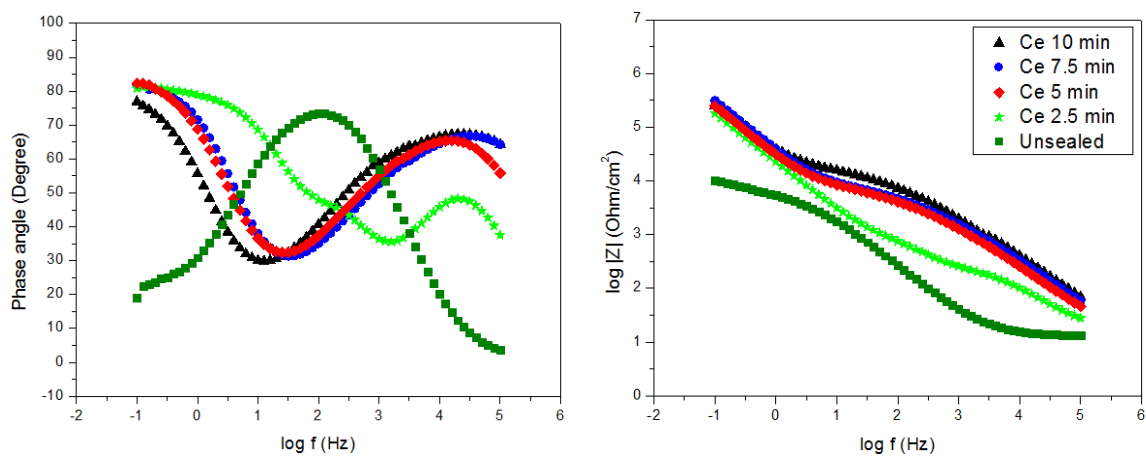 100
90
80
70
60
50
40
30
20
10
0
-10
-2 -1 0 1 2 3 4 5 6
Phase angle (Degree)
log f (Hz)
7
6
5
4
3
2
1
0
-2 -1 0 1 2 3 4 5 6
log |Z| (Ohm/cm²)
log f (Hz)
Ce 10 min
Ce 7.5 min
Ce 5 min
Ce 2.5 min
Unsealed